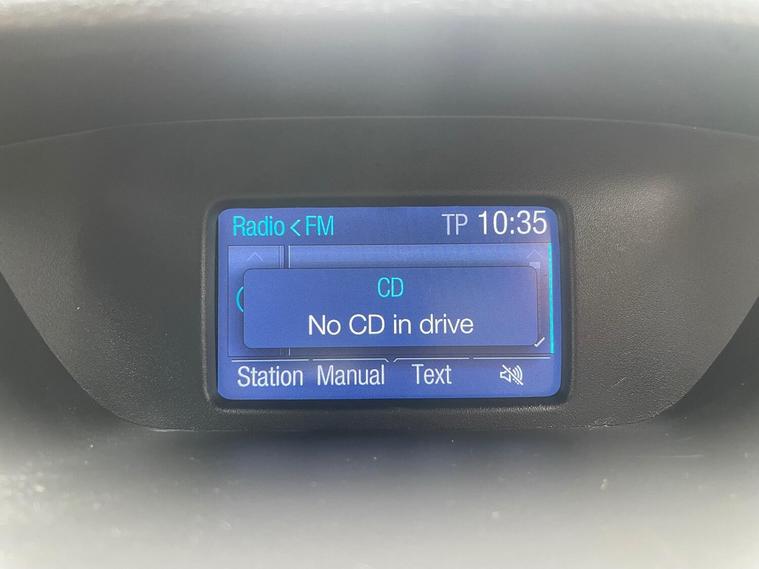 Radio < FM TP 10:35
CD
No CD in drive
Station Manual Text